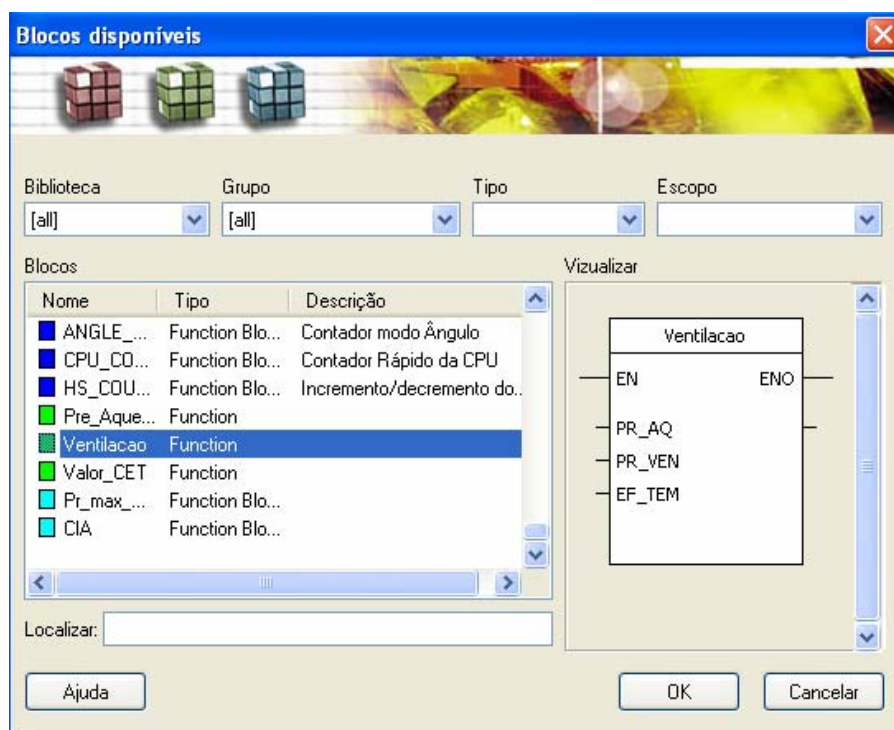 Blocos disponíveis
Biblioteca Grupo Tipo Escopo
[all] [all]
Blocos Vizualizar
Nome Tipo Descrição
ANGLE_... Function Blo... Contador modo Ângulo
CPU_CO... Function Blo... Contador Rápido da CPU
HS_COU... Function Blo... Incremento/decremento do...
Pre_Aque... Function
Ventilacao Function
Valor_CET Function
Pr_max_... Function Blo...
CIA Function Blo...
Ventilacao
EN ENO
PR_AQ
PR_VEN
EF_TEM
Localizar:
Ajuda OK Cancelar